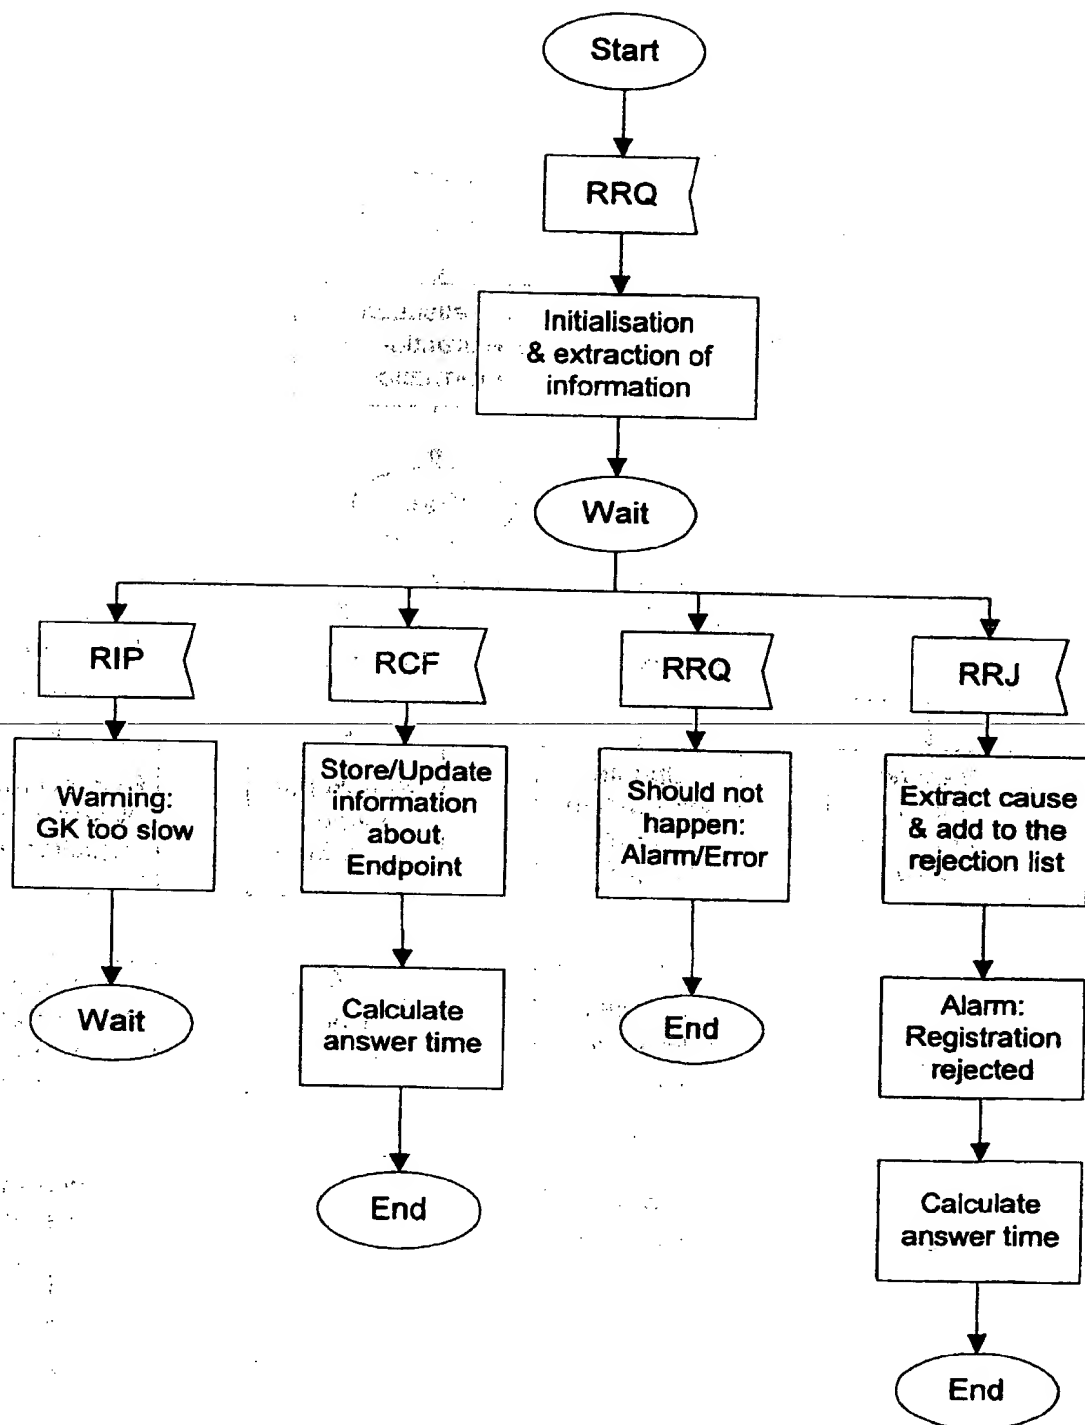 Start
RRQ
Initialisation
& extraction of
information
Wait
RIP
RCF
RRQ
RRJ
Warning:
GK too slow
Store/Update
information
about
Endpoint
Should not
happen:
Alarm/Error
Extract cause
& add to the
rejection list
Wait
Calculate
answer time
End
Alarm:
Registration
rejected
End
Calculate
answer time
End